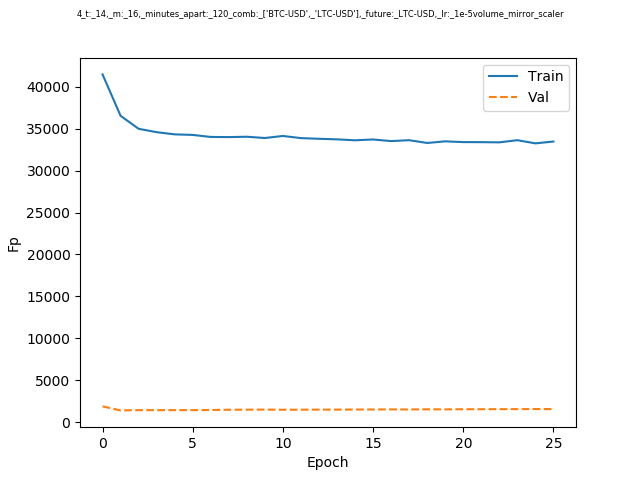 4_t:_14,_m:_16,_minutes_apart:_120_comb:_['BTC-USD',_'LTC-USD'],_future:_LTC-USD,_lr:_1e-5volume_mirror_scaler
Train
Val
40000
35000
30000
25000
20000
15000
10000
5000
0
Fp
0 5 10 15 20 25
Epoch